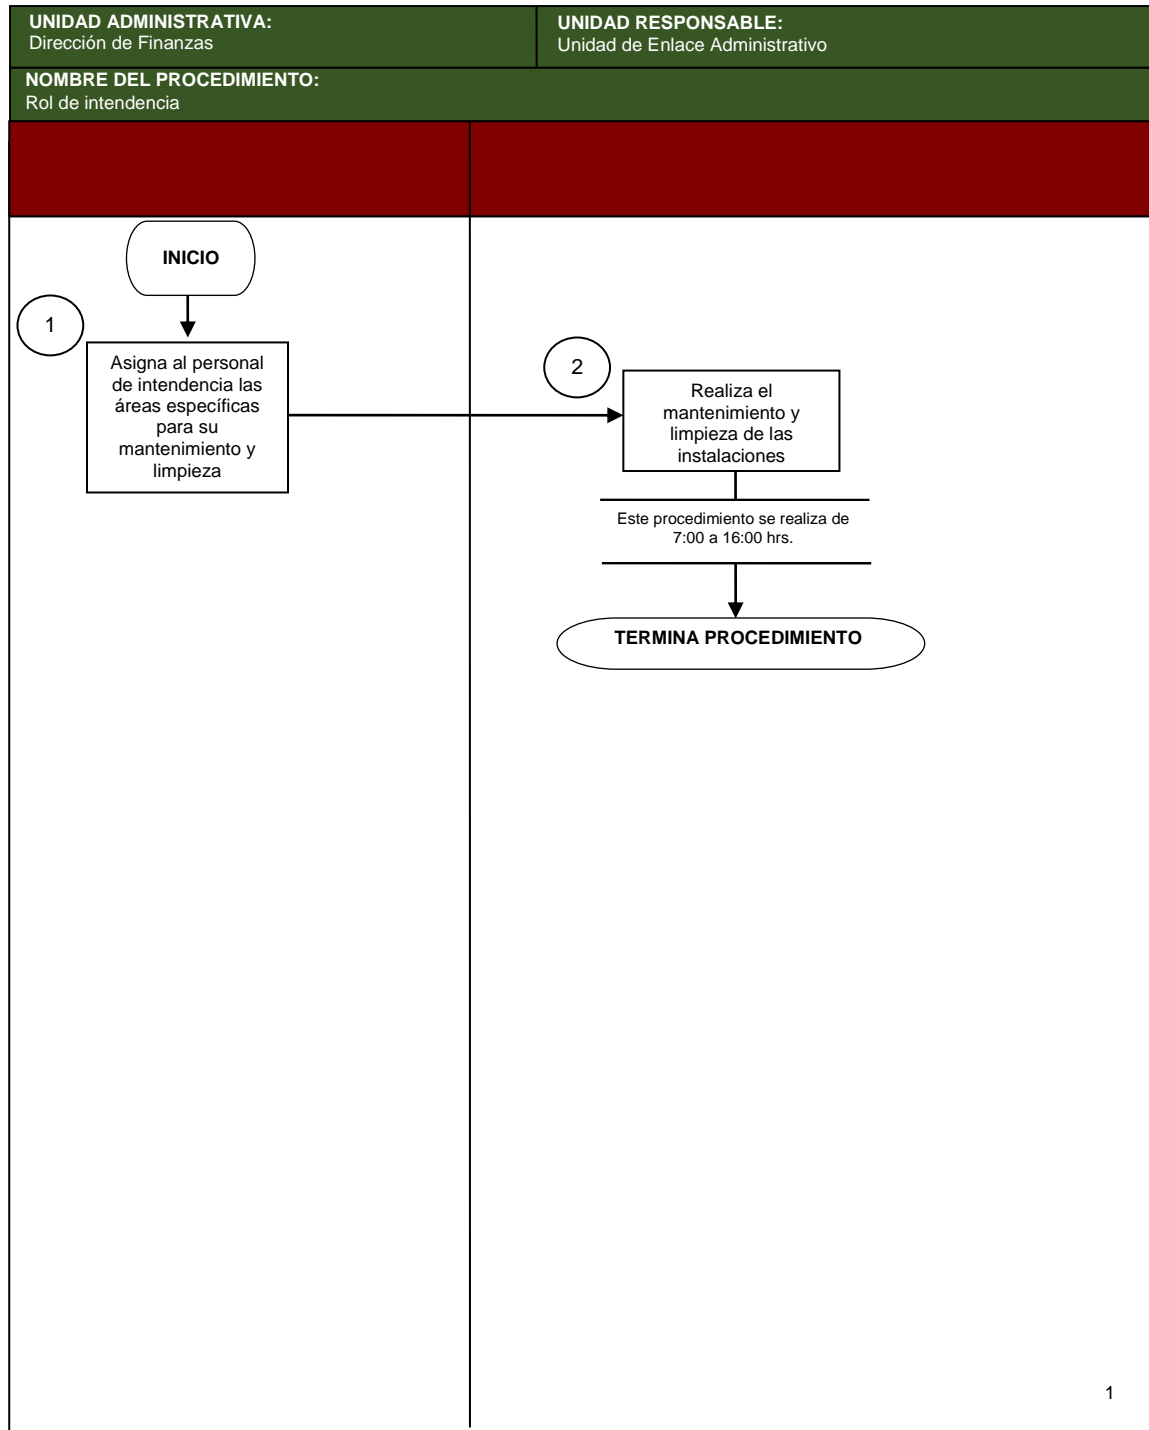 UNIDAD ADMINISTRATIVA:
Dirección de Finanzas
UNIDAD RESPONSABLE:
Unidad de Enlace Administrativo
NOMBRE DEL PROCEDIMIENTO:
Rol de intendencia
INICIO
1
Asigna al personal
de intendencia las
áreas específicas
para su
mantenimiento y
limpieza
2
Realiza el
mantenimiento y
limpieza de las
instalaciones
Este procedimiento se realiza de
7:00 a 16:00 hrs.
TERMINA PROCEDIMIENTO
1